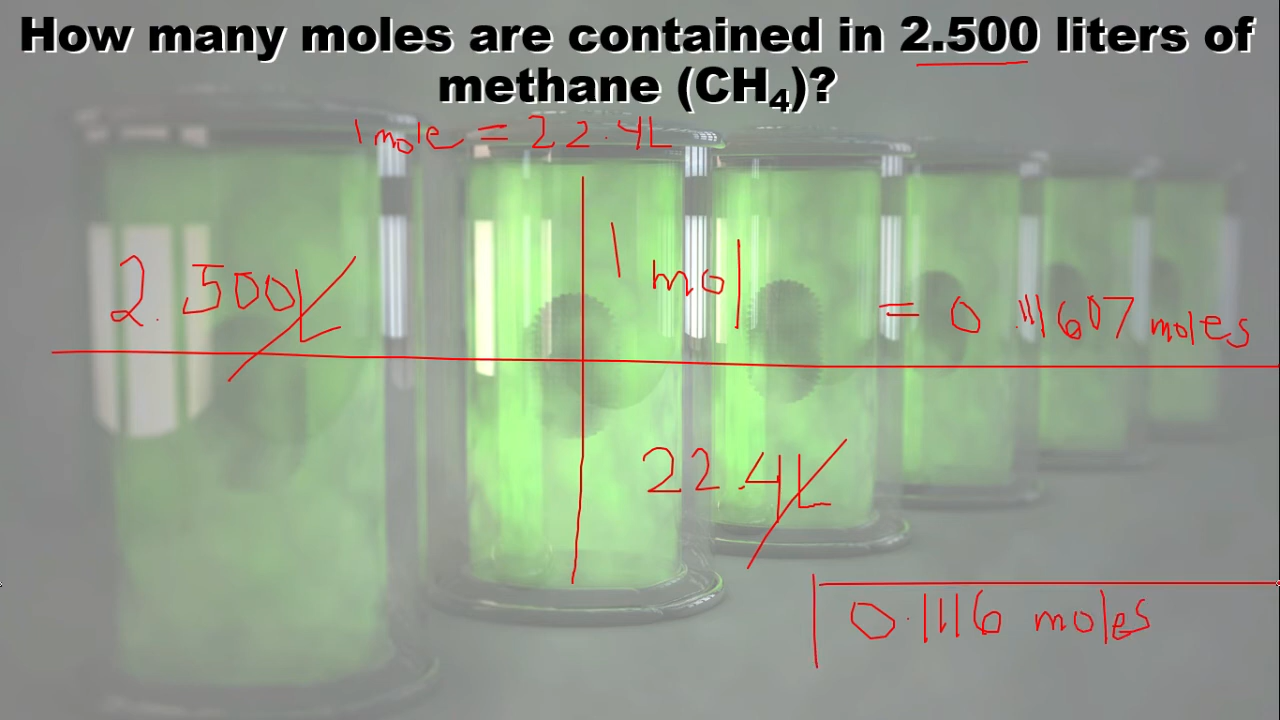 How many moles are contained in 2.500 liters of
methane (CH₄)?
1 mole = 22.4L
2.500L
1 mol
= 0.111607 moles
22.4L
0.1116 moles